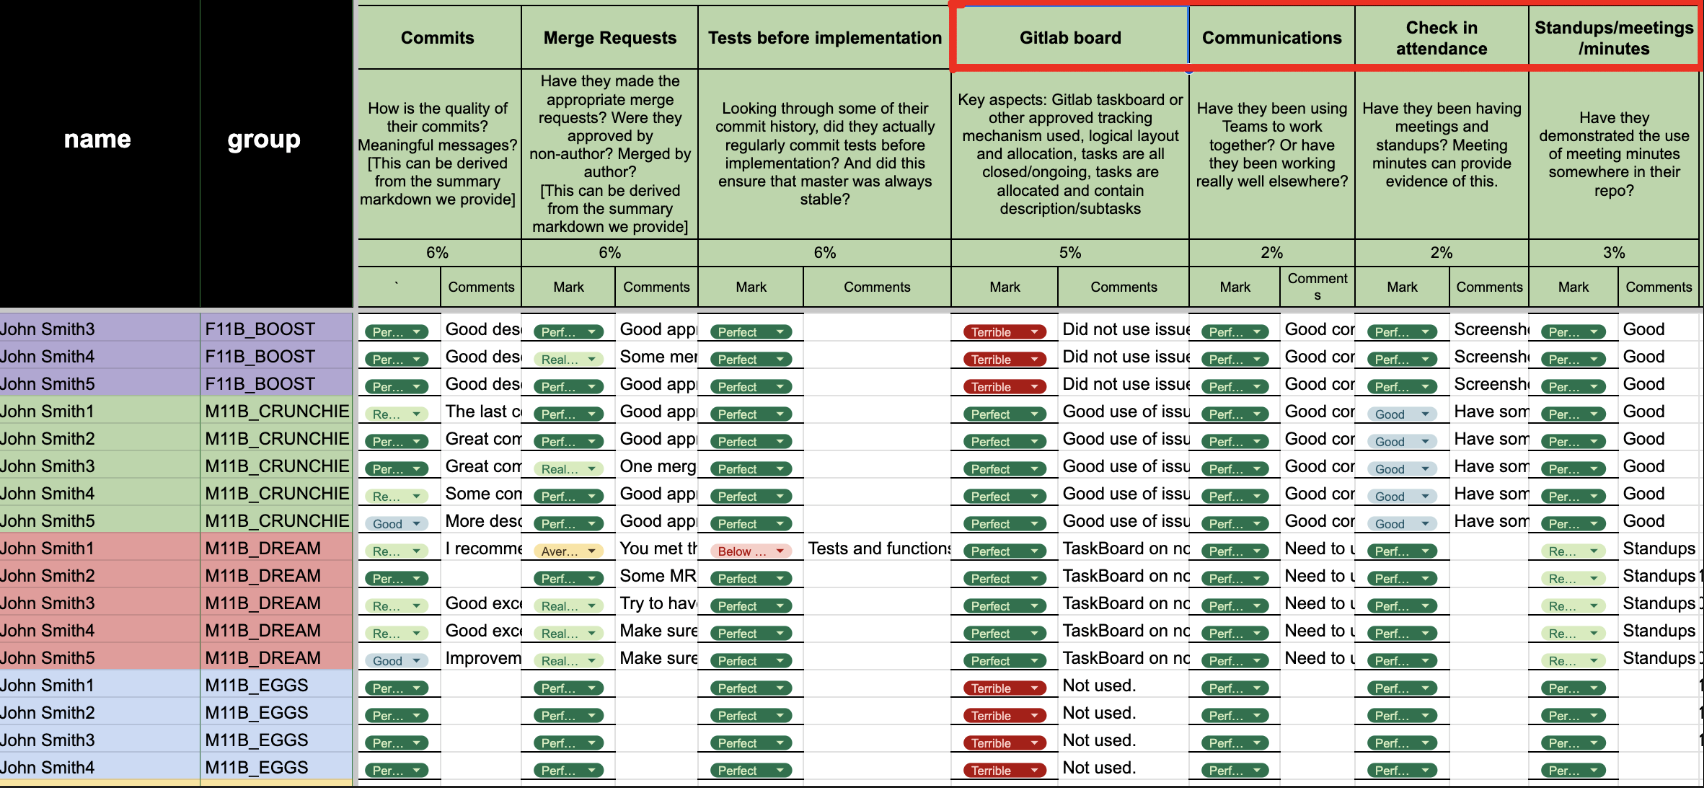 Commits Merge Requests Tests before implementation Gitlab board Communications Check in attendance Standups/meetings/minutes
name group
How is the quality of
their commits?
Meaningful messages?
[This can be derived
from the summary
markdown we provide]
Have they made the
appropriate merge
requests? Were they
approved by
non-author? Merged by
author?
[This can be derived
from the summary
markdown we provide]
Looking through some of their
commit history, did they actually
regularly commit tests before
implementation? And did this
ensure that master was always
stable?
Key aspects: Gitlab taskboard or
other approved tracking
mechanism used, logical layout
and allocation, tasks are all
closed/ongoing, tasks are
allocated and contain
description/subtasks
Have they been using
Teams to work
together? Or have
they been working
really well elsewhere?
Have they been having
meetings and
standups? Meeting
minutes can provide
evidence of this.
Have they
demonstrated the use
of meeting minutes
somewhere in their
repo?
6% 6% 6% 5% 2% 2% 3%
` Comments Mark Comments Mark Comments Mark Comments Mark Comments Mark Comments Mark Comments
John Smith3 F11B_BOOST Per... Good des Perf... Good app Perfect Terrible Did not use issue Perf... Good cor Perf... Screensh Per... Good
John Smith4 F11B_BOOST Per... Good des Real... Some mer Perfect Terrible Did not use issue Perf... Good cor Perf... Screensh Per... Good
John Smith5 F11B_BOOST Per... Good des Perf... Good app Perfect Terrible Did not use issue Perf... Good cor Perf... Screensh Per... Good
John Smith1 M11B_CRUNCHIE Re... The last c Perf... Good app Perfect Perfect Good use of issu Perf... Good cor Good Have som Per... Good
John Smith2 M11B_CRUNCHIE Per... Great com Perf... Good app Perfect Perfect Good use of issu Perf... Good cor Good Have som Per... Good
John Smith3 M11B_CRUNCHIE Per... Great com Real... One merg Perfect Perfect Good use of issu Perf... Good cor Good Have som Per... Good
John Smith4 M11B_CRUNCHIE Re... Some con Perf... Good app Perfect Perfect Good use of issu Perf... Good cor Good Have som Per... Good
John Smith5 M11B_CRUNCHIE Good More desc Perf... Good app Perfect Perfect Good use of issu Perf... Good cor Good Have som Per... Good
John Smith1 M11B_DREAM Re... I recomme Aver... You met th Below ... Tests and functions Perfect TaskBoard on no Perf... Need to u Perf... Re... Standups
John Smith2 M11B_DREAM Per... Perf... Some MR Perfect Perfect TaskBoard on no Perf... Need to u Perf... Re... Standups
John Smith3 M11B_DREAM Re... Good exce Real... Try to hav Perfect Perfect TaskBoard on no Perf... Need to u Perf... Re... Standups
John Smith4 M11B_DREAM Re... Good exce Real... Make sure Perfect Perfect TaskBoard on no Perf... Need to u Perf... Re... Standups
John Smith5 M11B_DREAM Good Improvem Real... Make sure Perfect Perfect TaskBoard on no Perf... Need to u Perf... Re... Standups
John Smith1 M11B_EGGS Per... Perf... Perfect Terrible Not used. Perf... Perf... Per...
John Smith2 M11B_EGGS Per... Perf... Perfect Terrible Not used. Perf... Perf... Per...
John Smith3 M11B_EGGS Per... Perf... Perfect Terrible Not used. Perf... Perf... Per...
John Smith4 M11B_EGGS Per... Perf... Perfect Terrible Not used. Perf... Perf... Per...